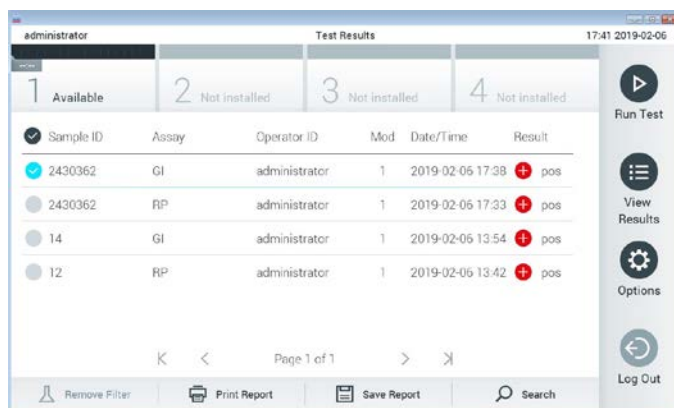 administrator Test Results 17:41 2019-02-06
1 Available 2 Not installed 3 Not installed 4 Not installed
Run Test
Sample ID Assay Operator ID Mod Date/Time Result
2430362 GI administrator 1 2019-02-06 17:38 pos
2430362 RP administrator 1 2019-02-06 17:33 pos
View
Results
14 GI administrator 1 2019-02-06 13:54 pos
12 RP administrator 1 2019-02-06 13:42 pos
Options
Page 1 of 1
Log Out
Remove Filter Print Report Save Report Search